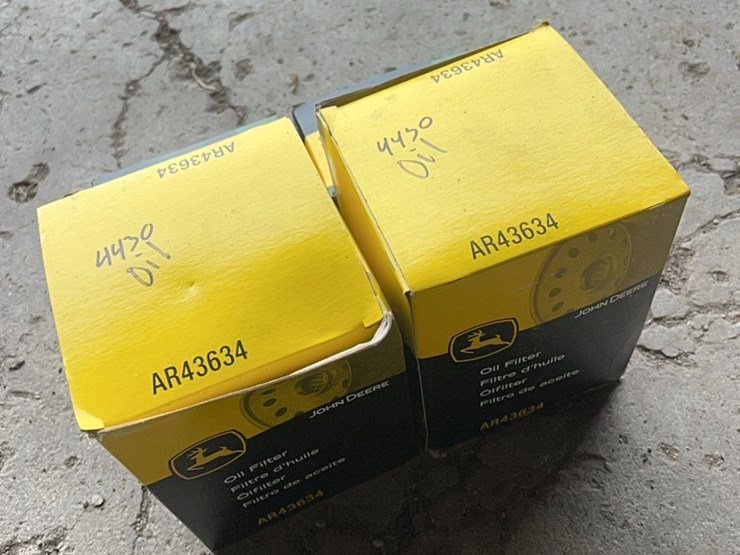 AR43634
4430
Oil
AR43634
JOHN DEERE
Oil Filter
Filtre d'huile
Ölfilter
Filtro de aceite
AR43634
AR43634
4430
Oil
AR43634
JOHN DEERE
Oil Filter
Filtre d'huile
Ölfilter
Filtro de aceite
AR43634